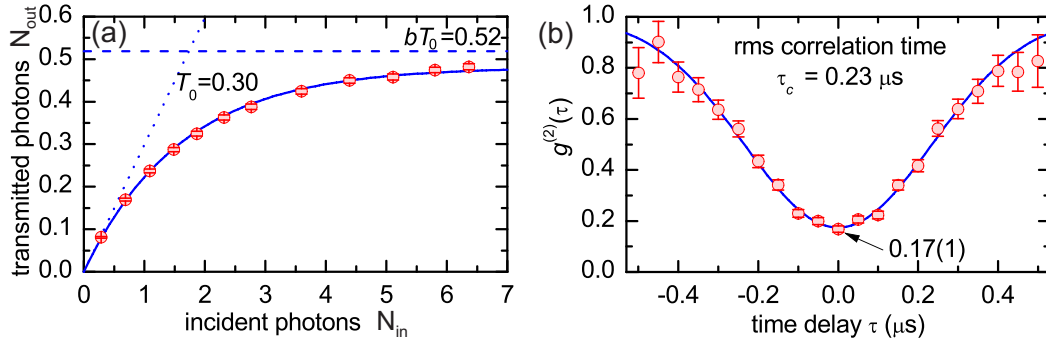 (a)
bT₀=0.52
T₀=0.30
transmitted photons N_out
0.6
0.5
0.4
0.3
0.2
0.1
0.0
0 1 2 3 4 5 6 7
incident photons N_in
(b)
rms correlation time
τ_c = 0.23 μs
g⁽²⁾(τ)
1.0
0.8
0.6
0.4
0.2
0.0
0.17(1)
-0.4 -0.2 0.0 0.2 0.4
time delay τ (μs)